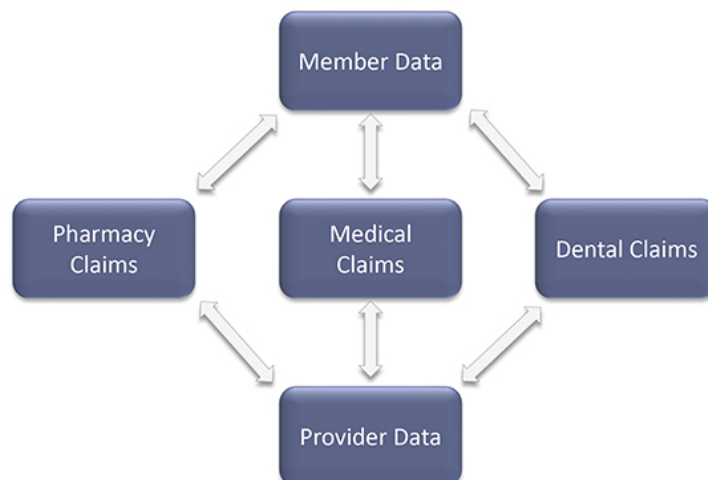 Member Data
Pharmacy
Claims
Medical
Claims
Dental Claims
Provider Data